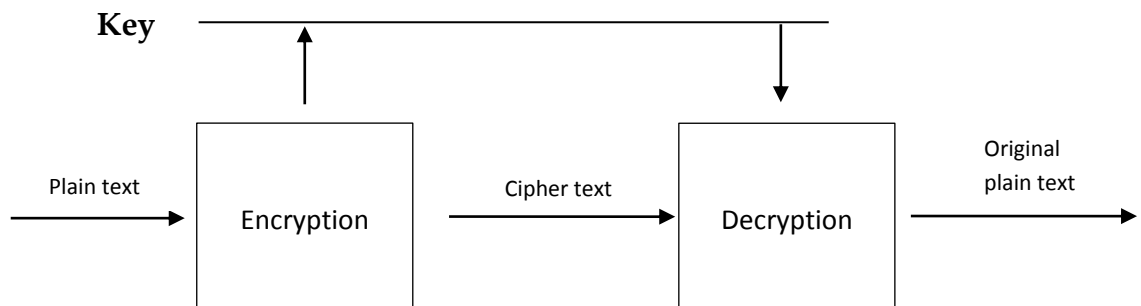 Key
Plain text
Encryption
Cipher text
Decryption
Original
plain text